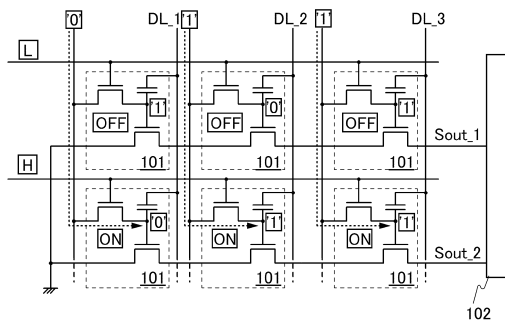 '0' DL_1 '1' DL_2 '1' DL_3
L
'1' '0' '1'
OFF OFF OFF
Sout_1
101 101 101
H
'0' '1' '1'
ON ON ON
Sout_2
101 101 101
102